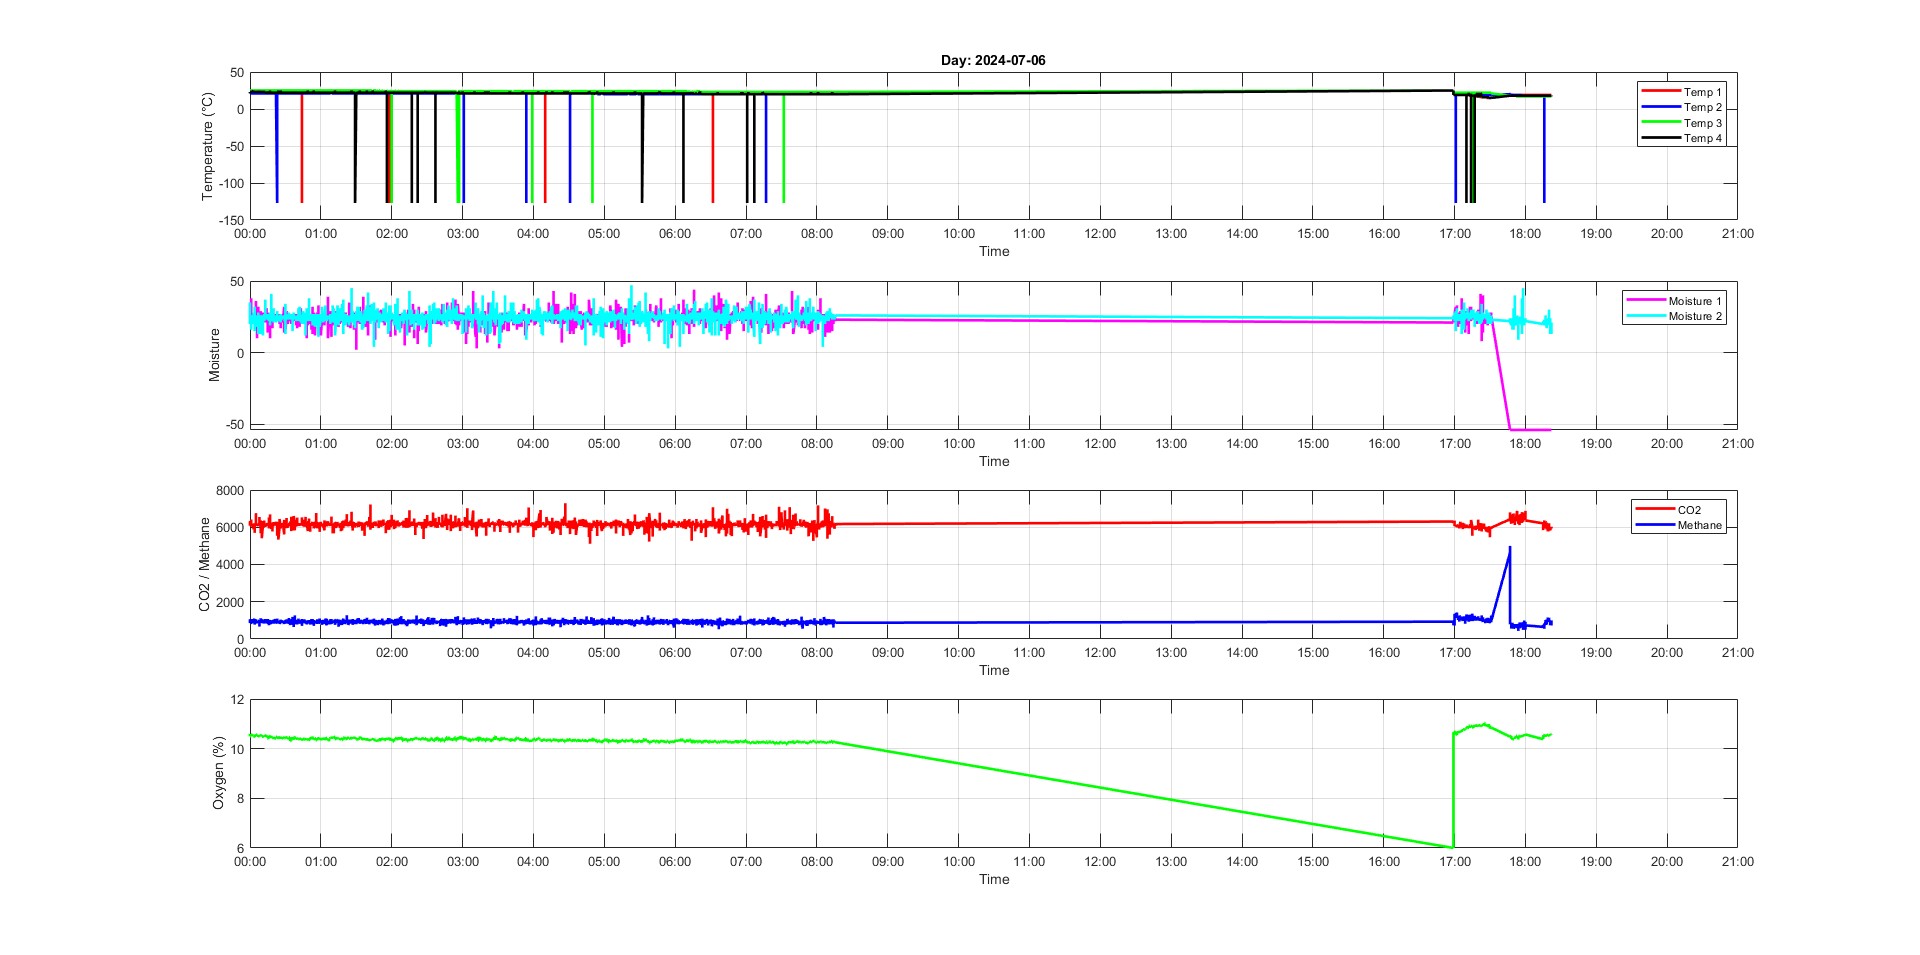 Day: 2024-07-06
50
0
-50
-100
-150
Temperature (°C)
00:00 01:00 02:00 03:00 04:00 05:00 06:00 07:00 08:00 09:00 10:00 11:00 12:00 13:00 14:00 15:00 16:00 17:00 18:00 19:00 20:00 21:00
Time
Temp 1
Temp 2
Temp 3
Temp 4
50
0
-50
Moisture
00:00 01:00 02:00 03:00 04:00 05:00 06:00 07:00 08:00 09:00 10:00 11:00 12:00 13:00 14:00 15:00 16:00 17:00 18:00 19:00 20:00 21:00
Time
Moisture 1
Moisture 2
8000
6000
4000
2000
0
CO2 / Methane
00:00 01:00 02:00 03:00 04:00 05:00 06:00 07:00 08:00 09:00 10:00 11:00 12:00 13:00 14:00 15:00 16:00 17:00 18:00 19:00 20:00 21:00
Time
CO2
Methane
12
10
8
6
Oxygen (%)
00:00 01:00 02:00 03:00 04:00 05:00 06:00 07:00 08:00 09:00 10:00 11:00 12:00 13:00 14:00 15:00 16:00 17:00 18:00 19:00 20:00 21:00
Time